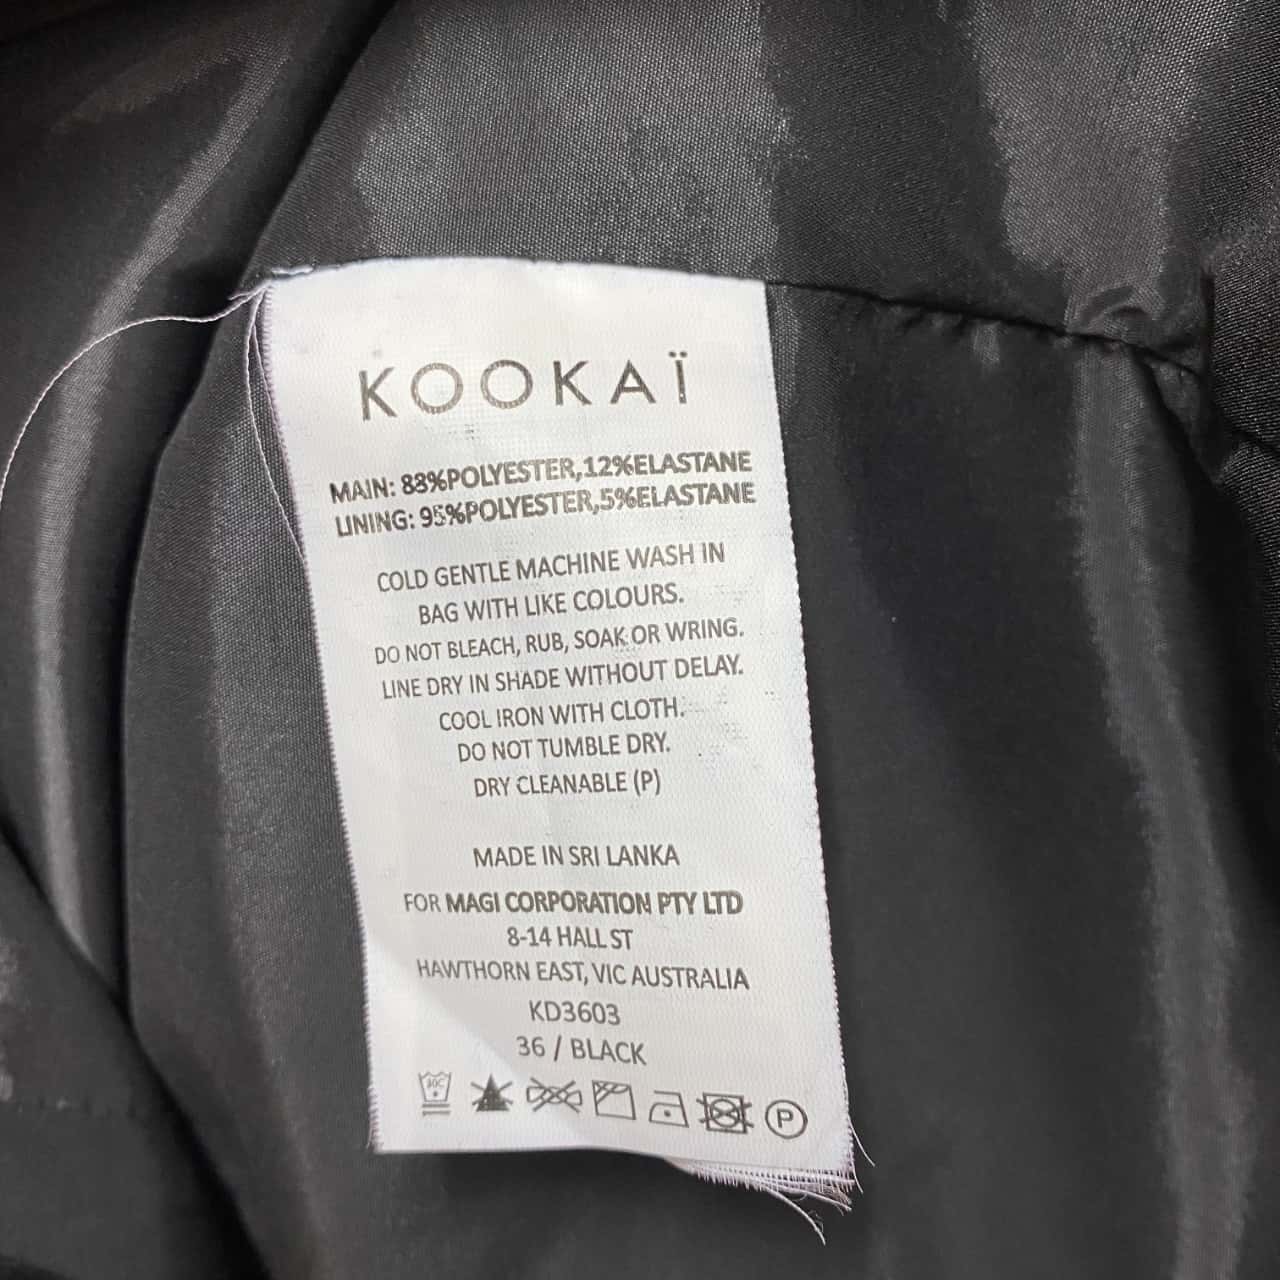 KOOKAÏ
MAIN: 88%POLYESTER,12%ELASTANE
LINING: 95%POLYESTER,5%ELASTANE
COLD GENTLE MACHINE WASH IN
BAG WITH LIKE COLOURS.
DO NOT BLEACH, RUB, SOAK OR WRING.
LINE DRY IN SHADE WITHOUT DELAY.
COOL IRON WITH CLOTH.
DO NOT TUMBLE DRY.
DRY CLEANABLE (P)
MADE IN SRI LANKA
FOR MAGI CORPORATION PTY LTD
8-14 HALL ST
HAWTHORN EAST, VIC AUSTRALIA
KD3603
36 / BLACK
30C P